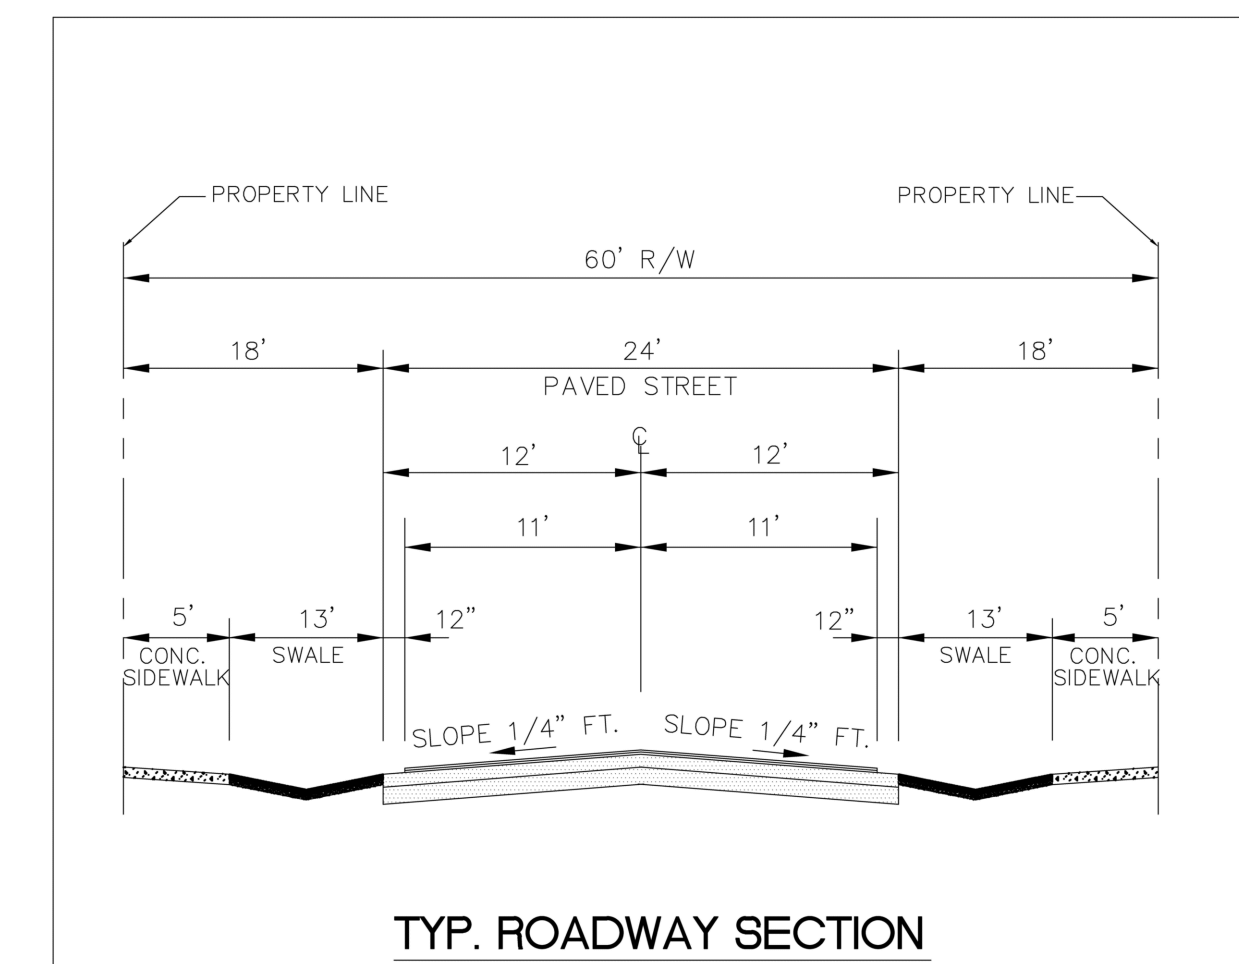 PROPERTY LINE
PROPERTY LINE
60' R/W
18'
24'
18'
PAVED STREET
℄
12'
12'
11'
11'
5'
13'
12"
12"
13'
5'
CONC.
SIDEWALK
SWALE
SWALE
CONC.
SIDEWALK
SLOPE 1/4" FT.
SLOPE 1/4" FT.
TYP. ROADWAY SECTION